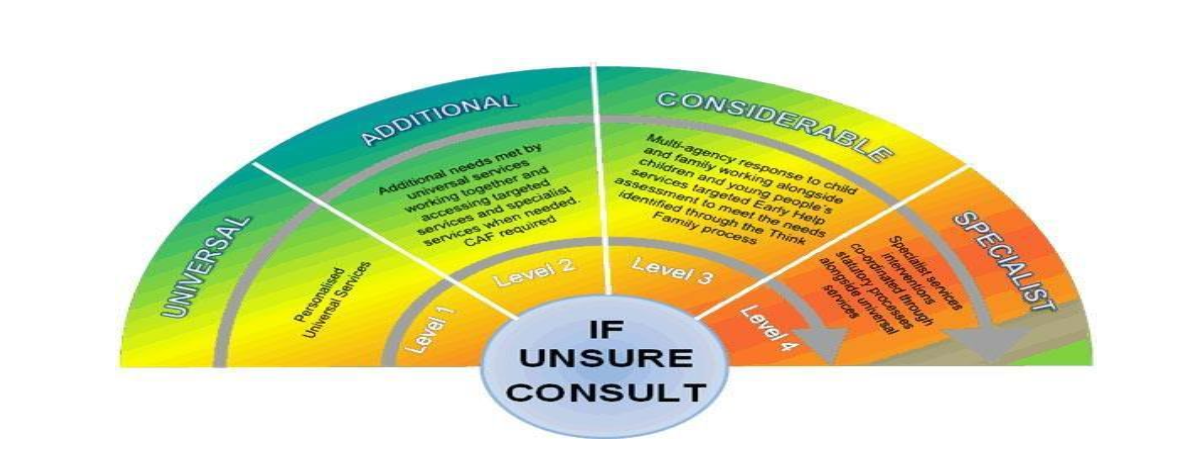 UNIVERSAL
Personalised
Universal Services
Level 1
ADDITIONAL
Additional needs met by
universal services
working together and
accessing targeted
services and specialist
services when needed.
CAF required
Level 2
CONSIDERABLE
Multi-agency response to child
and family working alongside
children and young people's
services targeted Early Help
assessment to meet the needs
identified through the Think
Family process
Level 3
SPECIALIST
Specialist services
interventions
co-ordinated through
statutory processes
alongside universal
services
Level 4
IF
UNSURE
CONSULT